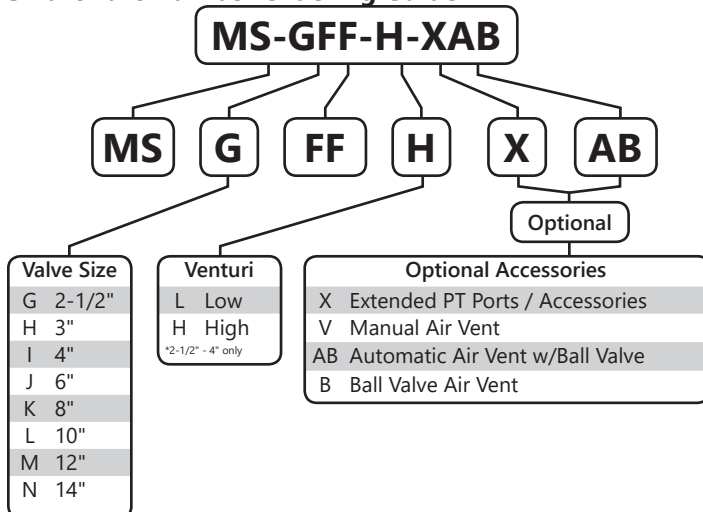 MS-GFF-H-XAB
MS G FF H X AB
Optional
Valve Size
G 2-1/2"
H 3"
I 4"
J 6"
K 8"
L 10"
M 12"
N 14"
Venturi
L Low
H High
*2-1/2" - 4" only
Optional Accessories
X Extended PT Ports / Accessories
V Manual Air Vent
AB Automatic Air Vent w/Ball Valve
B Ball Valve Air Vent